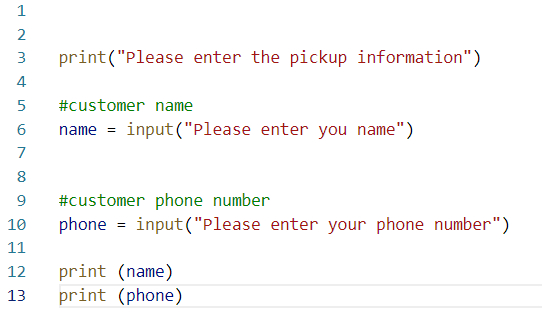 1
2
3 print("Please enter the pickup information")
4
5 #customer name
6 name = input("Please enter you name")
7
8
9 #customer phone number
10 phone = input("Please enter your phone number")
11
12 print (name)
13 print (phone)